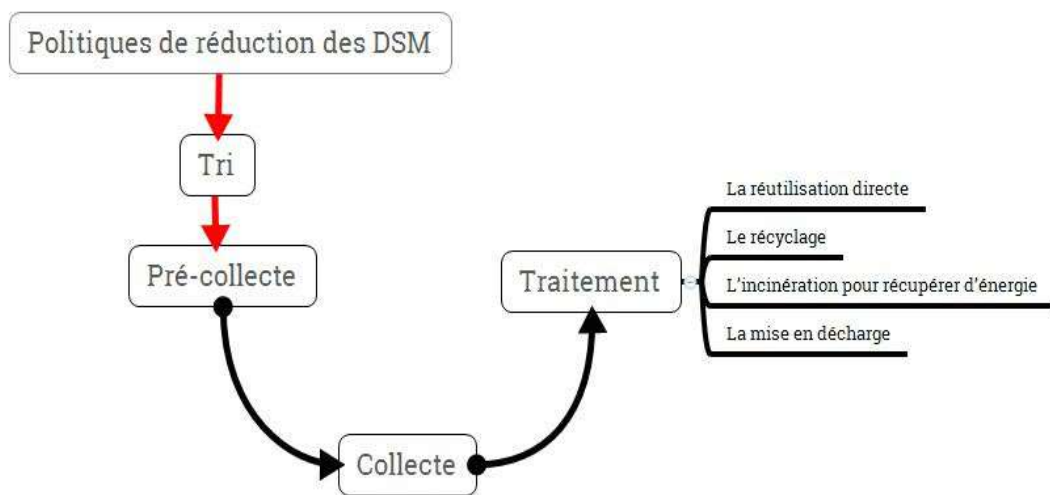 Politiques de réduction des DSM
Tri
Pré-collecte
Collecte
Traitement
La réutilisation directe
Le récyclage
L'incinération pour récupérer d'énergie
La mise en décharge